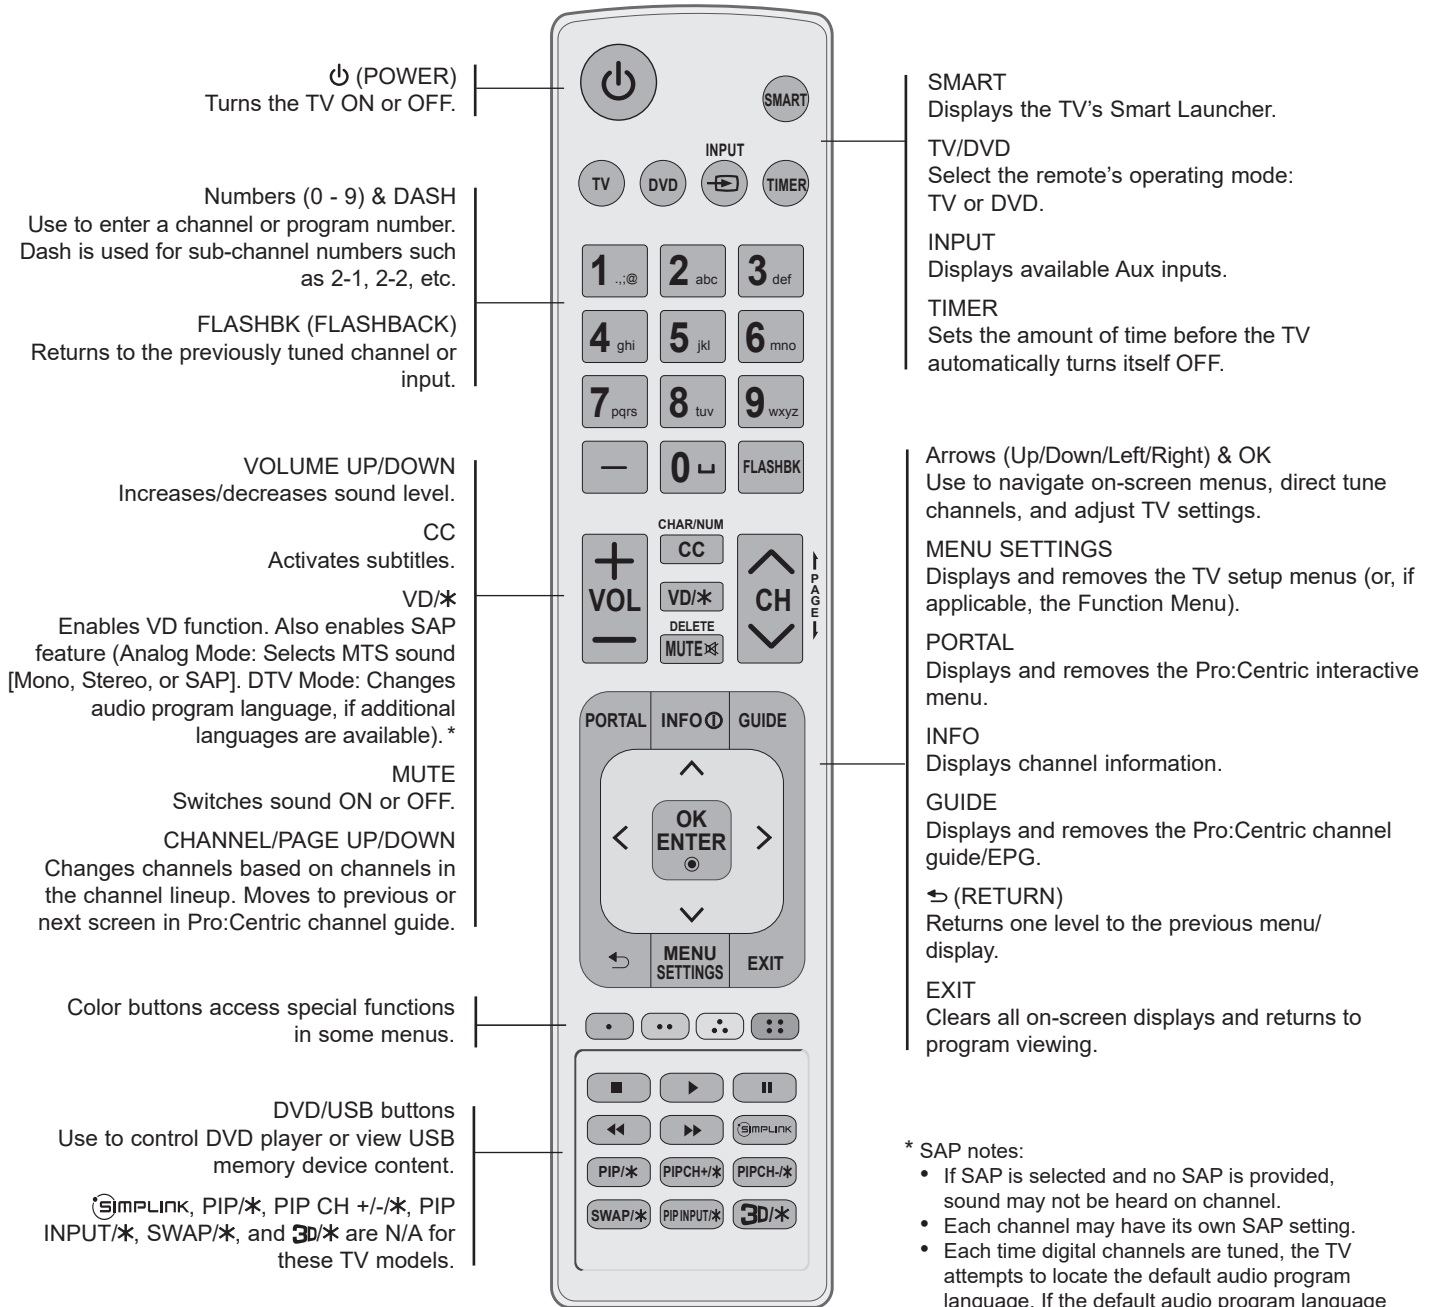 ⏻ (POWER)
Turns the TV ON or OFF.
Numbers (0 - 9) & DASH
Use to enter a channel or program number.
Dash is used for sub-channel numbers such
as 2-1, 2-2, etc.
FLASHBK (FLASHBACK)
Returns to the previously tuned channel or
input.
VOLUME UP/DOWN
Increases/decreases sound level.
CC
Activates subtitles.
VD/*
Enables VD function. Also enables SAP
feature (Analog Mode: Selects MTS sound
[Mono, Stereo, or SAP]. DTV Mode: Changes
audio program language, if additional
languages are available). *
MUTE
Switches sound ON or OFF.
CHANNEL/PAGE UP/DOWN
Changes channels based on channels in
the channel lineup. Moves to previous or
next screen in Pro:Centric channel guide.
Color buttons access special functions
in some menus.
DVD/USB buttons
Use to control DVD player or view USB
memory device content.
SIMPLINK, PIP/*, PIP CH +/-/*, PIP
INPUT/*, SWAP/*, and 3D/* are N/A for
these TV models.
SMART
INPUT
TV DVD TIMER
1 .,;@ 2 abc 3 def
4 ghi 5 jkl 6 mno
7 pqrs 8 tuv 9 wxyz
— 0 ⎵ FLASHBK
CHAR/NUM
+ CC
VOL VD/* CH PAGE
DELETE
— MUTE
PORTAL INFO GUIDE
OK
ENTER
MENU
SETTINGS EXIT
SIMPLINK
PIP/* PIPCH+/* PIPCH-/*
SWAP/* PIP INPUT/* 3D/*
SMART
Displays the TV’s Smart Launcher.
TV/DVD
Select the remote’s operating mode:
TV or DVD.
INPUT
Displays available Aux inputs.
TIMER
Sets the amount of time before the TV
automatically turns itself OFF.
Arrows (Up/Down/Left/Right) & OK
Use to navigate on-screen menus, direct tune
channels, and adjust TV settings.
MENU SETTINGS
Displays and removes the TV setup menus (or, if
applicable, the Function Menu).
PORTAL
Displays and removes the Pro:Centric interactive
menu.
INFO
Displays channel information.
GUIDE
Displays and removes the Pro:Centric channel
guide/EPG.
⮌ (RETURN)
Returns one level to the previous menu/
display.
EXIT
Clears all on-screen displays and returns to
program viewing.
* SAP notes:
• If SAP is selected and no SAP is provided,
sound may not be heard on channel.
• Each channel may have its own SAP setting.
• Each time digital channels are tuned, the TV
attempts to locate the default audio program
language. If the default audio program language